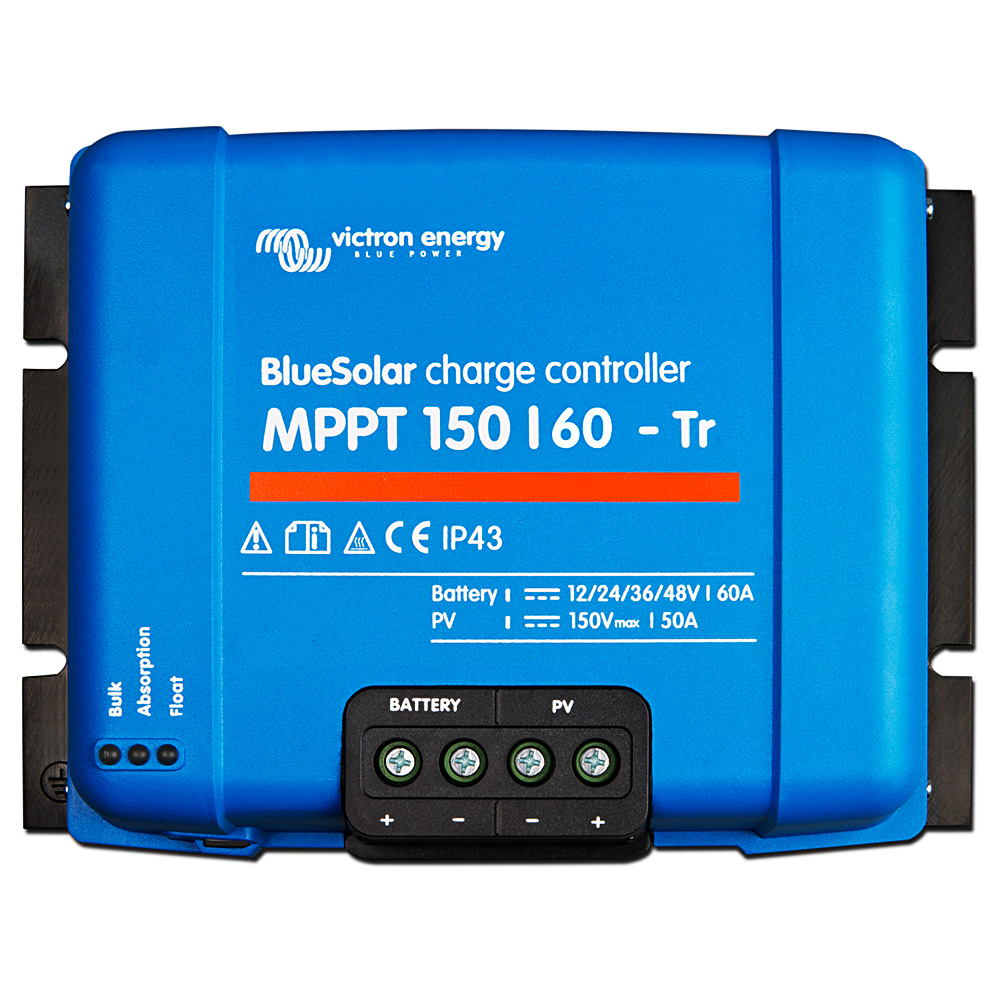 victron energy
BLUE POWER
BlueSolar charge controller
MPPT 150 | 60 - Tr
CE IP43
Battery 12/24/36/48V | 60A
PV 150Vmax | 50A
Bulk
Absorption
Float
BATTERY PV
+ - - +